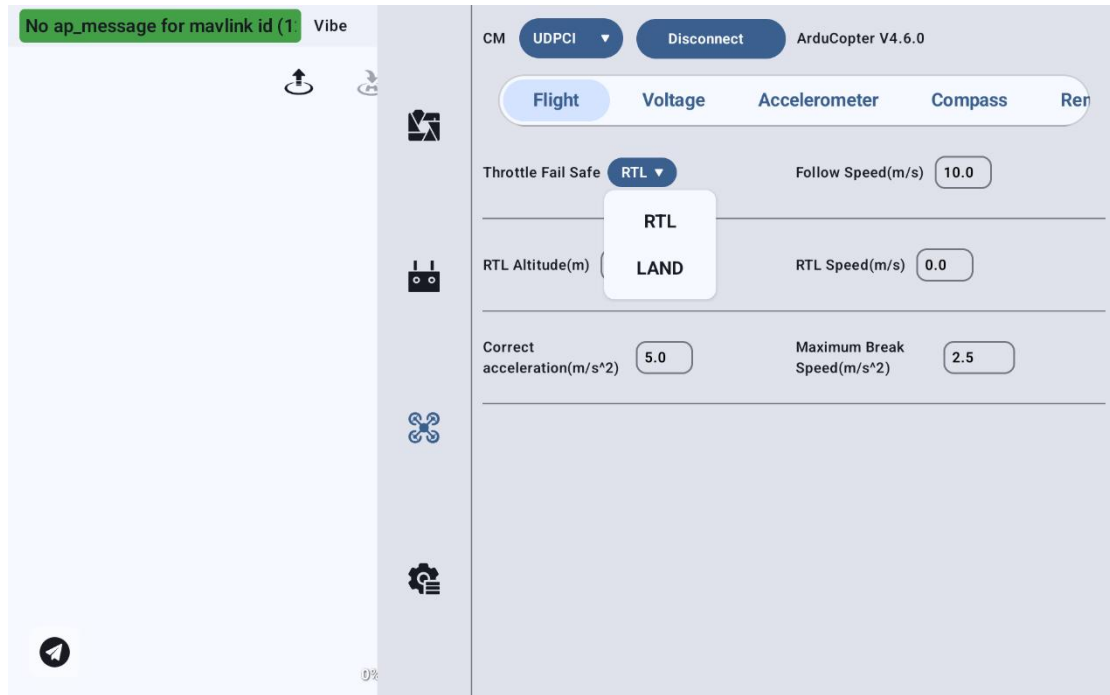 No ap_message for mavlink id (1
Vibe
CM UDPCI ▼ Disconnect ArduCopter V4.6.0
Flight Voltage Accelerometer Compass
Throttle Fail Safe RTL ▼ Follow Speed(m/s) 10.0
RTL
RTL Altitude(m) LAND RTL Speed(m/s) 0.0
Correct
acceleration(m/s^2) 5.0
Maximum Break
Speed(m/s^2) 2.5
0%